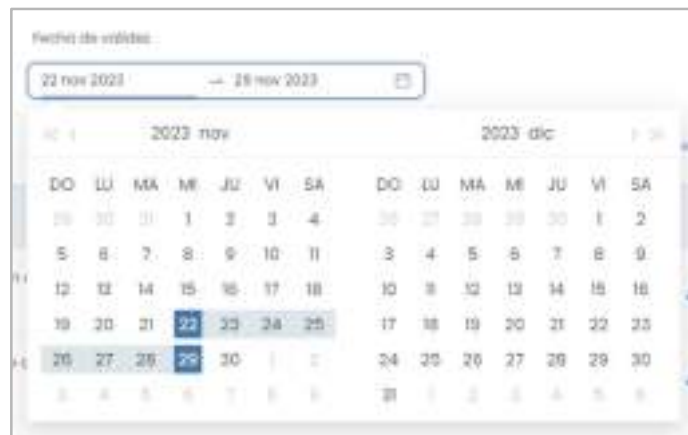 Fecha de validez
22 nov 2023 → 29 nov 2023
2023 nov 2023 dic
DO LU MA MI JU VI SA DO LU MA MI JU VI SA
29 30 31 1 2 3 4 26 27 28 29 30 1 2
5 6 7 8 9 10 11 3 4 5 6 7 8 9
12 13 14 15 16 17 18 10 11 12 13 14 15 16
19 20 21 22 23 24 25 17 18 19 20 21 22 23
26 27 28 29 30 1 2 24 25 26 27 28 29 30
3 4 5 6 7 8 9 31 1 2 3 4 5 6